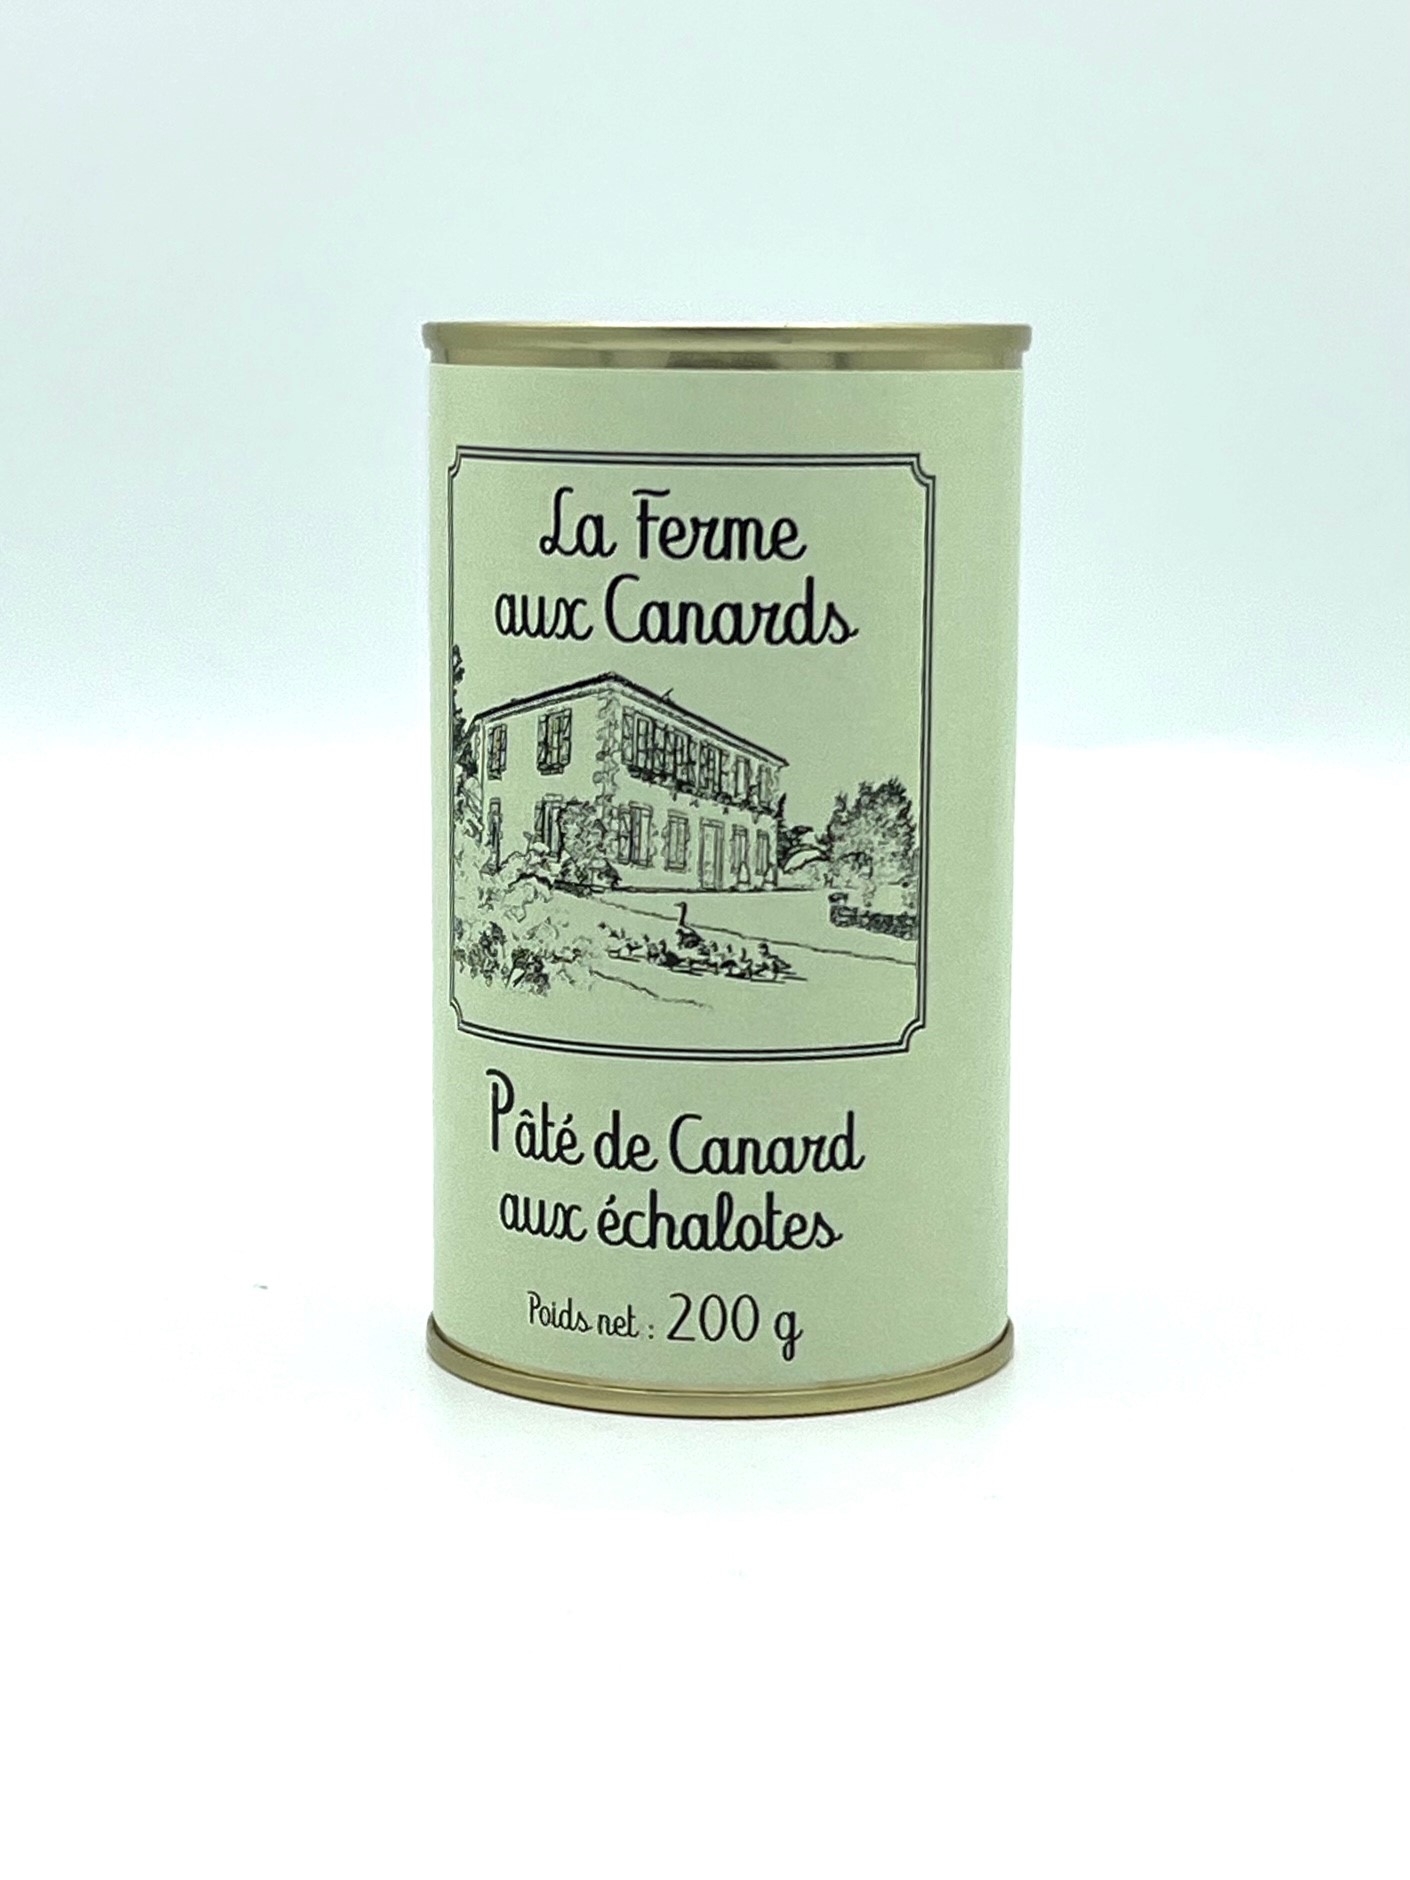 La Ferme
aux Canards
Pâté de Canard
aux échalotes
Poids net : 200 g